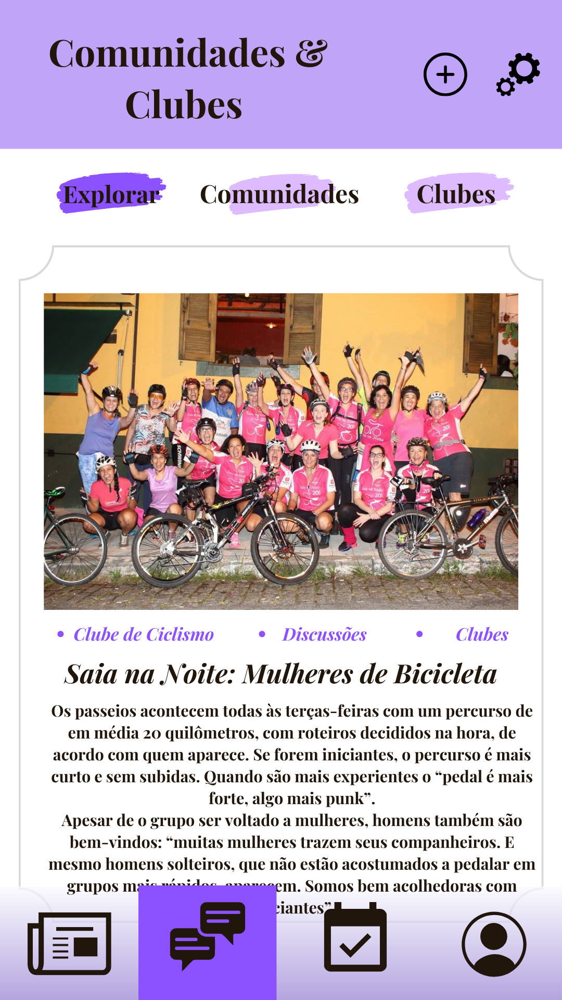 Comunidades &
Clubes
Explorar Comunidades Clubes
• Clube de Ciclismo • Discussões • Clubes
Saia na Noite: Mulheres de Bicicleta
Os passeios acontecem todas às terças-feiras com um percurso de
em média 20 quilômetros, com roteiros decididos na hora, de
acordo com quem aparece. Se forem iniciantes, o percurso é mais
curto e sem subidas. Quando são mais experientes o “pedal é mais
forte, algo mais punk”.
Apesar de o grupo ser voltado a mulheres, homens também são
bem-vindos: “muitas mulheres trazem seus companheiros. E
mesmo homens solteiros, que não estão acostumados a pedalar em
grupos mais rápidos, aparecem. Somos bem acolhedoras com
ciantes”